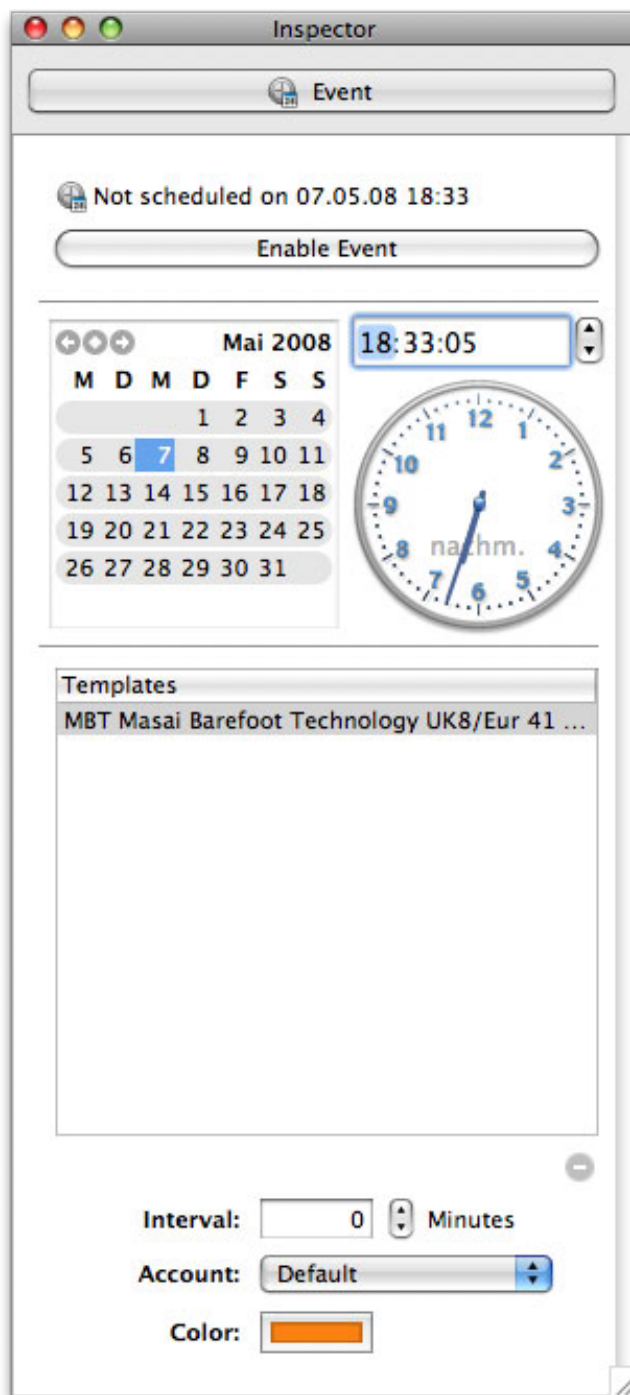 Inspector
Event
Not scheduled on 07.05.08 18:33
Enable Event
Mai 2008
M D M D F S S
1 2 3 4
5 6 7 8 9 10 11
12 13 14 15 16 17 18
19 20 21 22 23 24 25
26 27 28 29 30 31
18:33:05
12
11 1
10 2
9 3
nachm.
8 4
7 5
6
Templates
MBT Masai Barefoot Technology UK8/Eur 41 ...
Interval: 0 Minutes
Account: Default
Color: